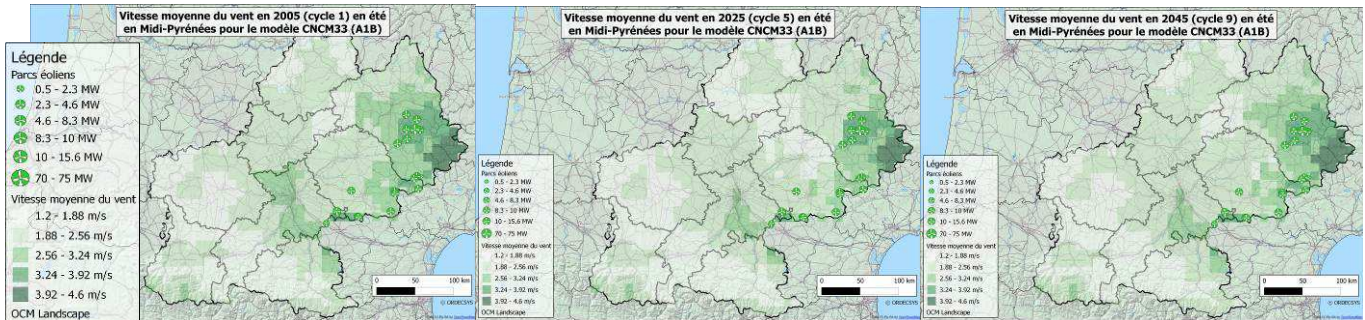 Vitesse moyenne du vent en 2005 (cycle 1) en été
en Midi-Pyrénées pour le modèle CNCM33 (A1B)
Légende
Parcs éoliens
0.5 - 2.3 MW
2.3 - 4.6 MW
4.6 - 8.3 MW
8.3 - 10 MW
10 - 15.6 MW
70 - 75 MW
Vitesse moyenne du vent
1.2 - 1.88 m/s
1.88 - 2.56 m/s
2.56 - 3.24 m/s
3.24 - 3.92 m/s
3.92 - 4.6 m/s
OCM Landscape
0 50 100 km
© ORDECSYS
Vitesse moyenne du vent en 2025 (cycle 5) en été
en Midi-Pyrénées pour le modèle CNCM33 (A1B)
Légende
Parcs éoliens
0.5 - 2.3 MW
2.3 - 4.6 MW
4.6 - 8.3 MW
8.3 - 10 MW
10 - 15.6 MW
70 - 75 MW
Vitesse moyenne du vent
1.2 - 1.88 m/s
1.88 - 2.56 m/s
2.56 - 3.24 m/s
3.24 - 3.92 m/s
3.92 - 4.6 m/s
OCM Landscape
0 50 100 km
© ORDECSYS
Vitesse moyenne du vent en 2045 (cycle 9) en été
en Midi-Pyrénées pour le modèle CNCM33 (A1B)
Légende
Parcs éoliens
0.5 - 2.3 MW
2.3 - 4.6 MW
4.6 - 8.3 MW
8.3 - 10 MW
10 - 15.6 MW
70 - 75 MW
Vitesse moyenne du vent
1.2 - 1.88 m/s
1.88 - 2.56 m/s
2.56 - 3.24 m/s
3.24 - 3.92 m/s
3.92 - 4.6 m/s
OCM Landscape
0 50 100 km
© ORDECSYS